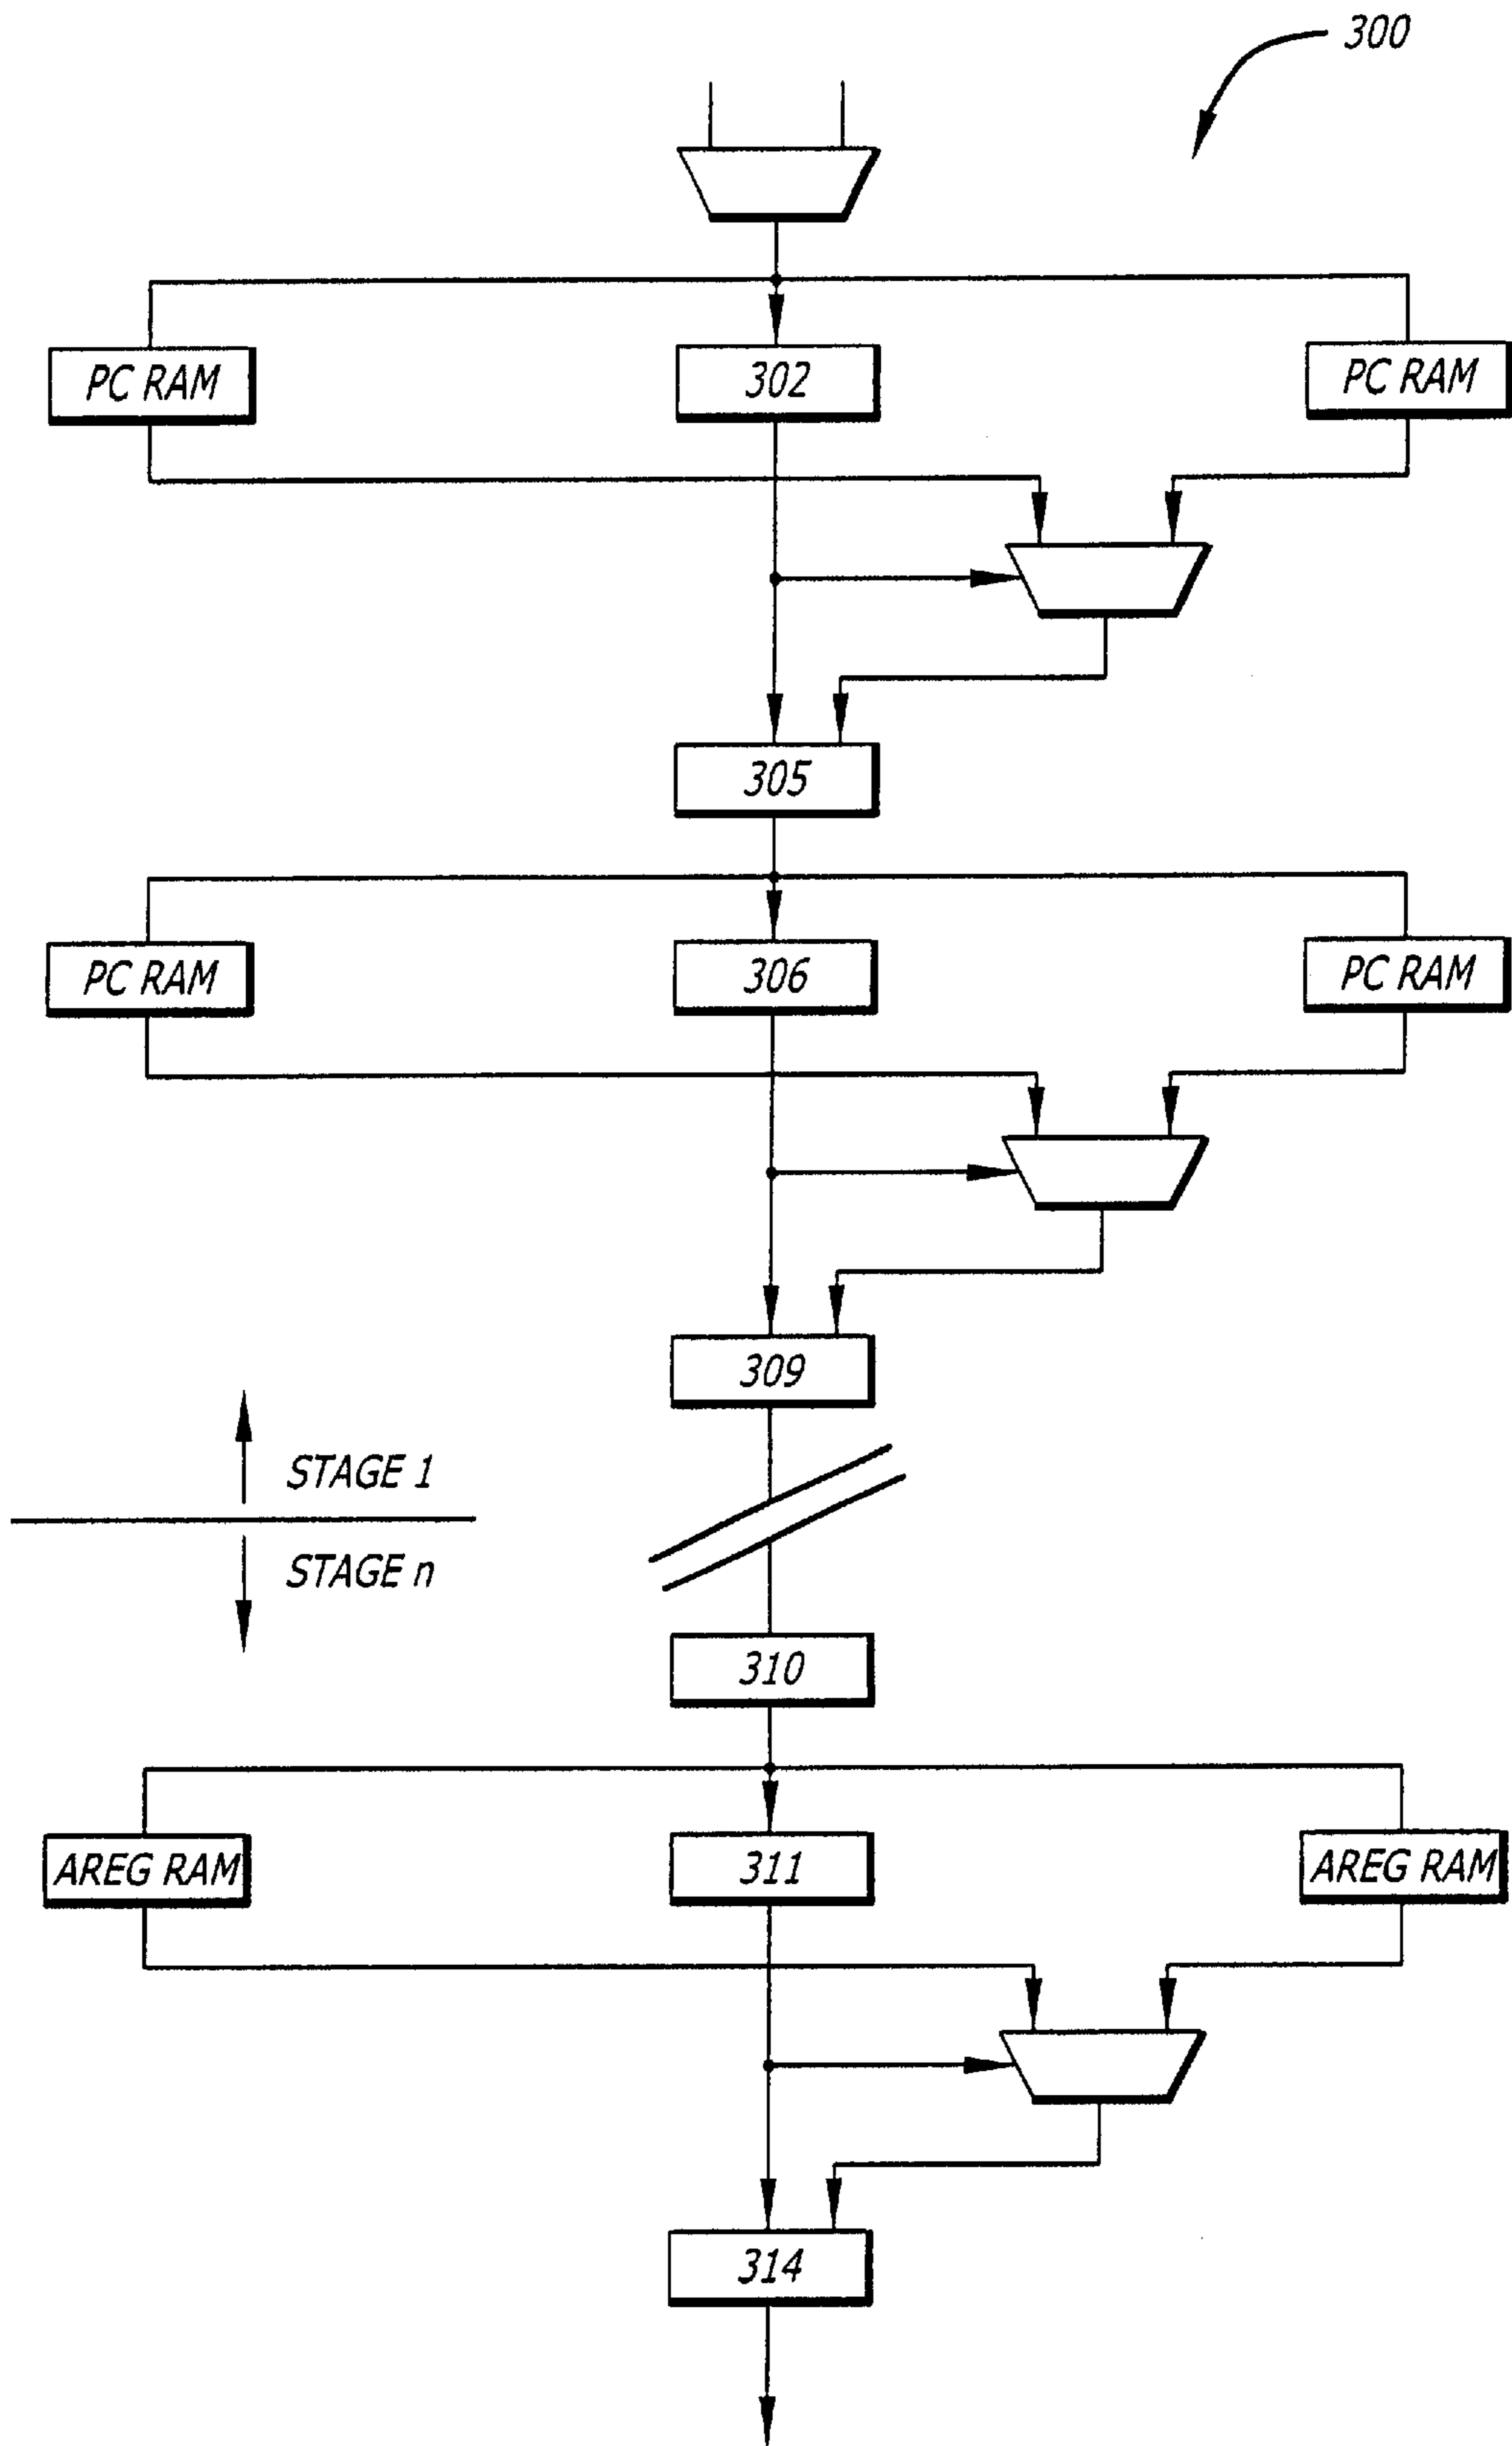 300
PC RAM
302
PC RAM
305
PC RAM
306
PC RAM
309
STAGE 1
STAGE n
310
AREG RAM
311
AREG RAM
314